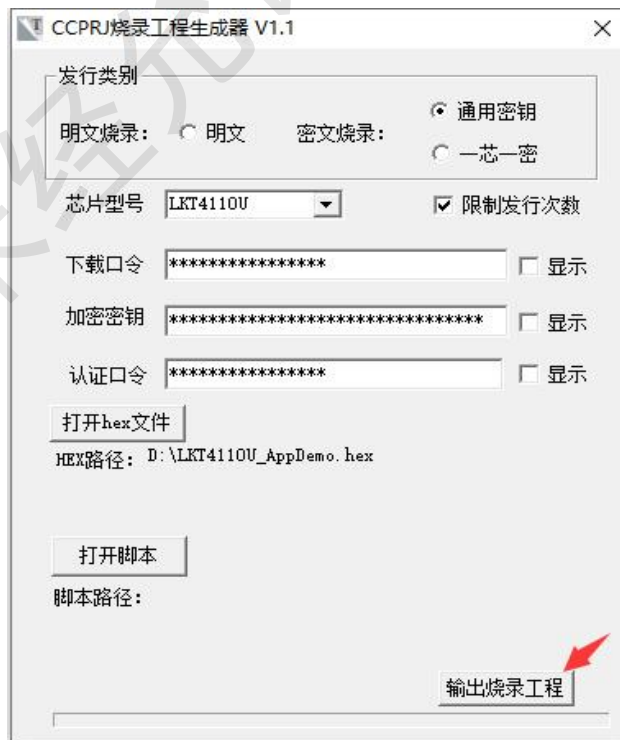 CCPRJ烧录工程生成器 V1.1
发行类别
明文烧录： 明文 密文烧录： 通用密钥
一芯一密
芯片型号 LKT4110U 限制发行次数
下载口令 **************** 显示
加密密钥 ******************************** 显示
认证口令 **************** 显示
打开hex文件
HEX路径： D:\LKT4110U_AppDemo.hex
打开脚本
脚本路径：
输出烧录工程